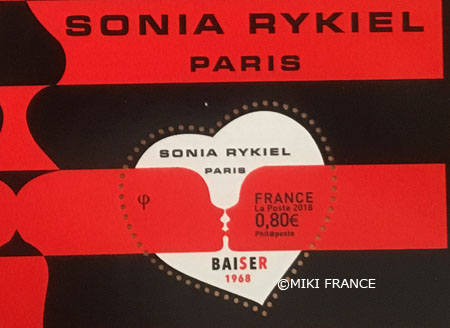 SONIA RYKIEL
PARIS
SONIA RYKIEL
PARIS
φ
FRANCE
La Poste 2018
0,80€
Phil@poste
BAISER
1968
©MIKI FRANCE